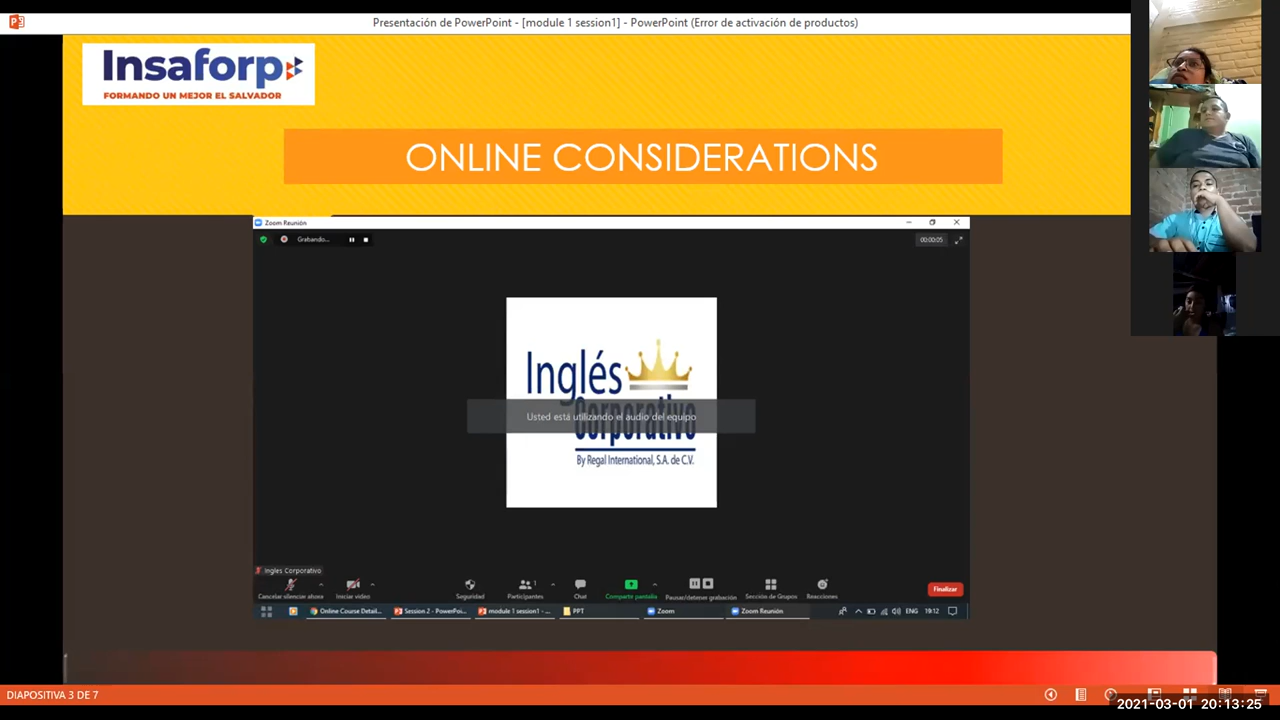 Presentación de PowerPoint - [module 1 session1] - PowerPoint (Error de activación de productos)
Insaforp
FORMANDO UN MEJOR EL SALVADOR
ONLINE CONSIDERATIONS
Zoom Reunión
Grabando...
00:00:05
Inglés
Usted está utilizando el audio del equipo
Corporativo
By Regal International, S.A. de C.V.
Ingles Corporativo
Cancelar silenciar ahora
Iniciar video
Seguridad
1
Participantes
Chat
Compartir pantalla
Pausar/detener grabación
Sección de Grupos
Reacciones
Finalizar
Online Course Detail...
Session 2 - PowerPoi...
module 1 session1 - ...
PPT
Zoom
Zoom Reunión
ENG
19:12
DIAPOSITIVA 3 DE 7
2021-03-01 20:13:25